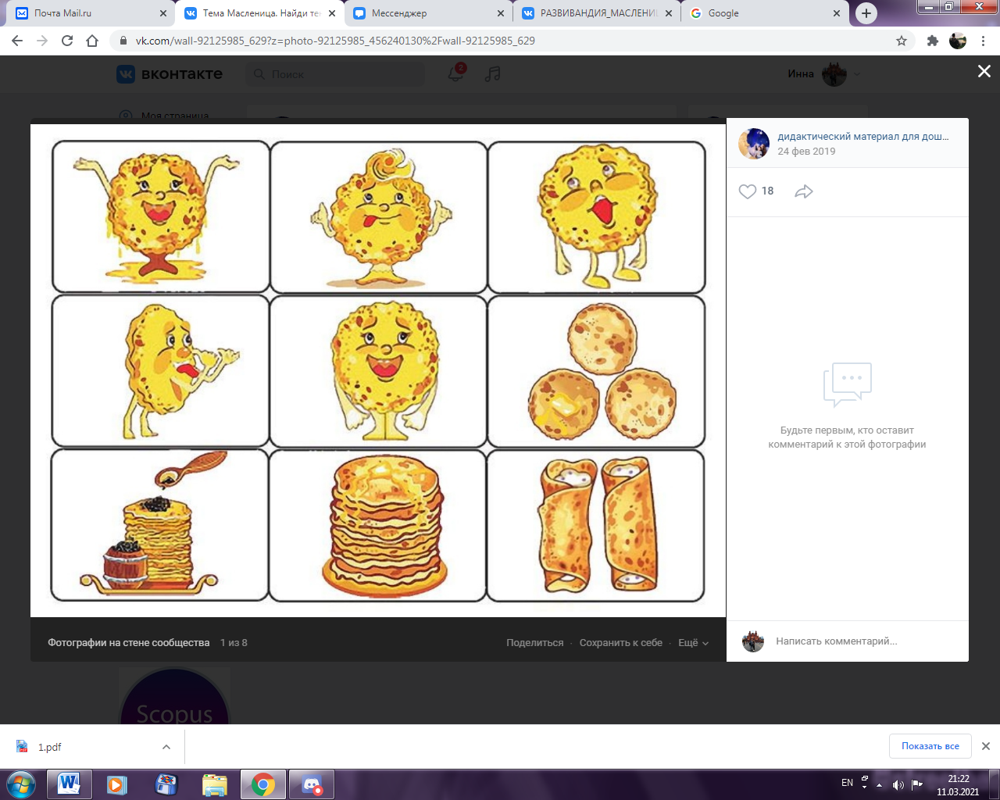 Почта Mail.ru
Тема Масленица. Найди те
Мессенджер
РАЗВИВАНДИЯ_МАСЛЕНИ
Google
vk.com/wall-92125985_629?z=photo-92125985_456240130%2Fwall-92125985_629
вконтакте
Поиск
2
Инна
Моя страница
дидактический материал для дош...
24 фев 2019
18
Будьте первым, кто оставит
комментарий к этой фотографии
Фотографии на стене сообщества 1 из 8
Поделиться · Сохранить к себе · Ещё
Написать комментарий...
Scopus
1.pdf
Показать все
EN
21:22
11.03.2021